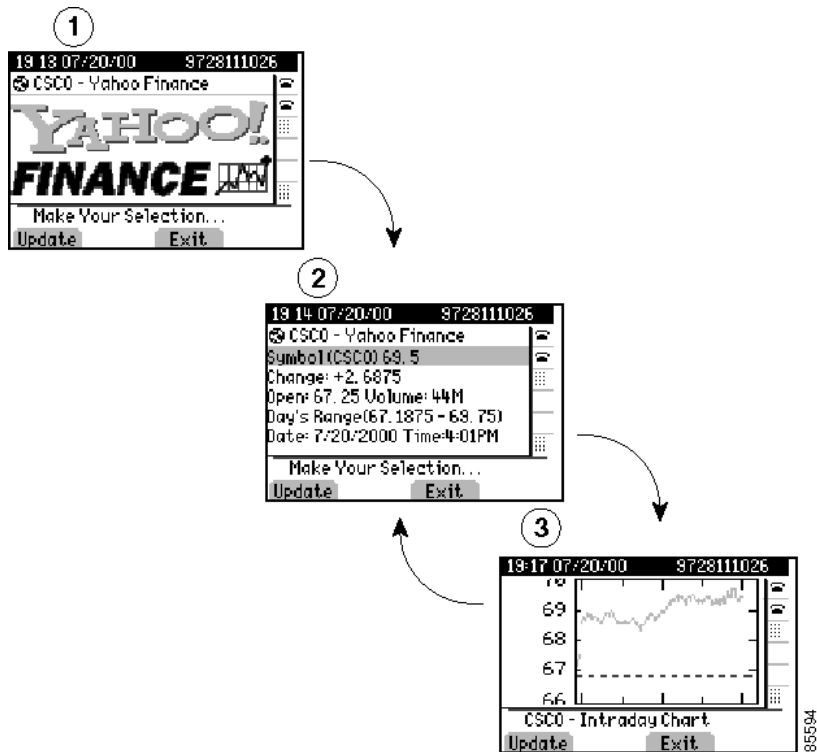 1
19 13 07/20/00 9728111026
CSCO - Yahoo Finance
YAHOO!
FINANCE
Make Your Selection...
Update Exit
2
19 14 07/20/00 9728111026
CSCO - Yahoo Finance
Symbol(CSCO) 69.5
Change: +2.6875
Open: 67.25 Volume: 44M
Day's Range(67.1875 - 69.75)
Date: 7/20/2000 Time:4:01PM
Make Your Selection...
Update Exit
3
19:17 07/20/00 9728111026
70
69
68
67
66
CSCO - Intraday Chart
Update Exit
85594